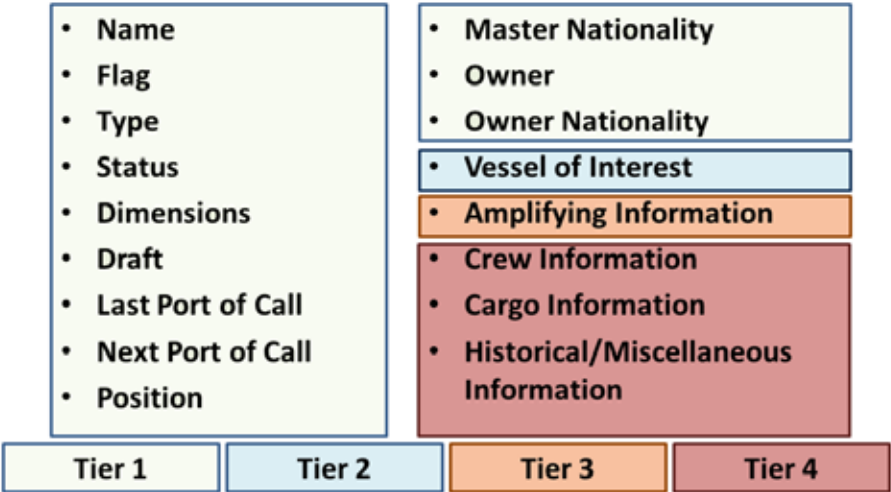 • Name
• Flag
• Type
• Status
• Dimensions
• Draft
• Last Port of Call
• Next Port of Call
• Position
• Master Nationality
• Owner
• Owner Nationality
• Vessel of Interest
• Amplifying Information
• Crew Information
• Cargo Information
• Historical/Miscellaneous
Information
Tier 1
Tier 2
Tier 3
Tier 4